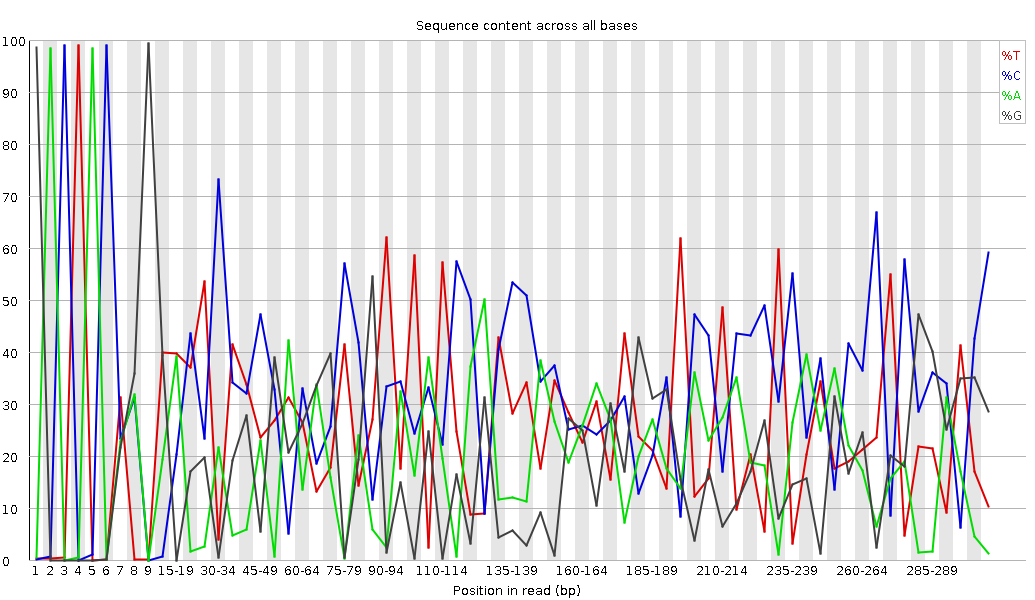 Sequence content across all bases
100
90
80
70
60
50
40
30
20
10
0
%T
%C
%A
%G
1 2 3 4 5 6 7 8 9 15-19 30-34 45-49 60-64 75-79 90-94 110-114 135-139 160-164 185-189 210-214 235-239 260-264 285-289
Position in read (bp)